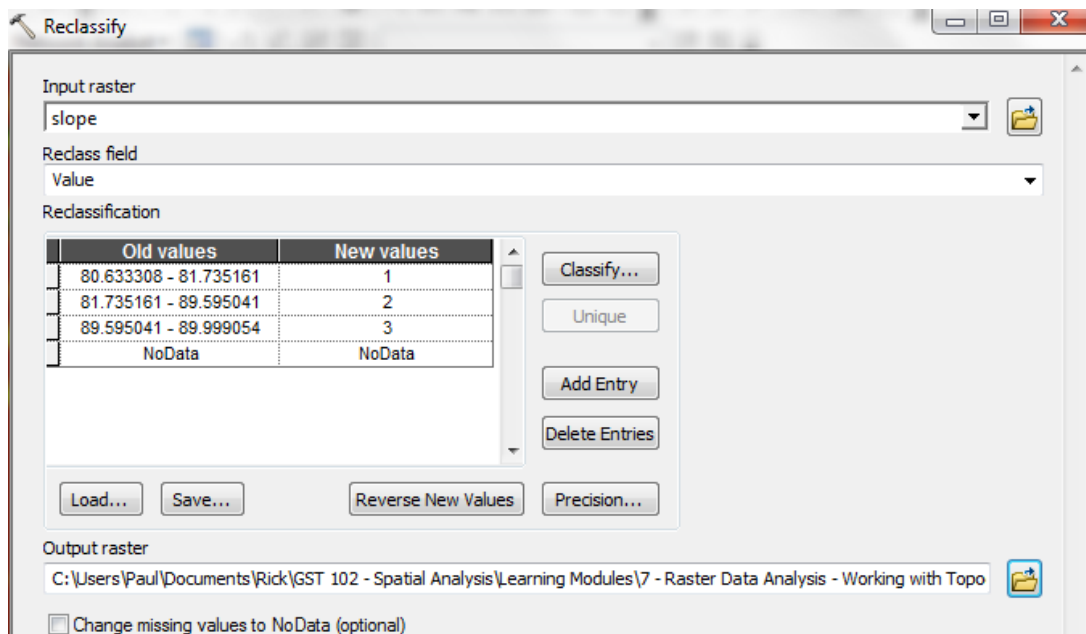 Reclassify
Input raster
slope
Reclass field
Value
Reclassification
Old values New values
80.633308 - 81.735161 1
81.735161 - 89.595041 2
89.595041 - 89.999054 3
NoData NoData
Classify...
Unique
Add Entry
Delete Entries
Load... Save... Reverse New Values Precision...
Output raster
C:\Users\Paul\Documents\Rick\GST 102 - Spatial Analysis\Learning Modules\7 - Raster Data Analysis - Working with Topo
Change missing values to NoData (optional)